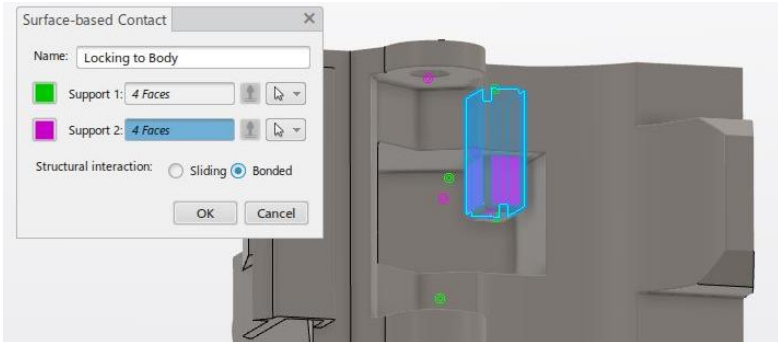 Surface-based Contact
Name: Locking to Body
Support 1: 4 Faces
Support 2: 4 Faces
Structural interaction: Sliding Bonded
OK Cancel